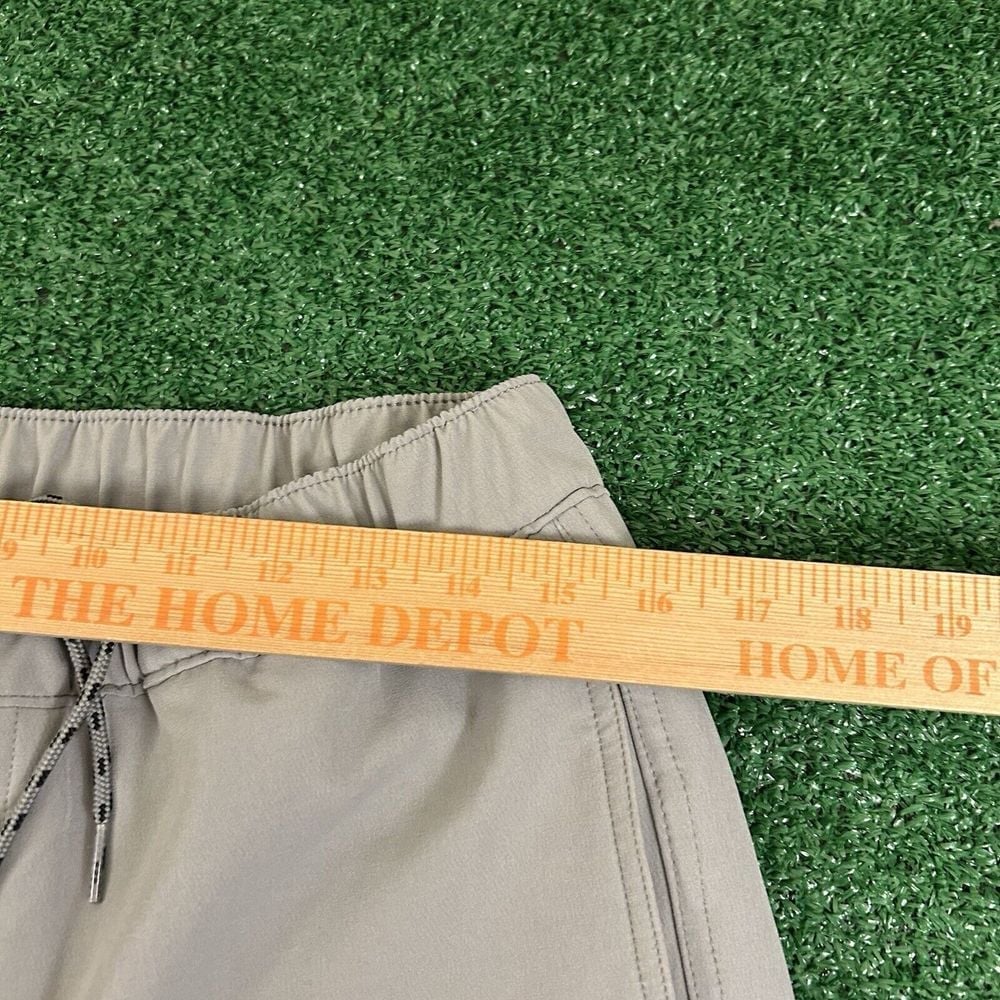 9 10 11 12 13 14 15 16 17 18 19
THE HOME DEPOT HOME OF